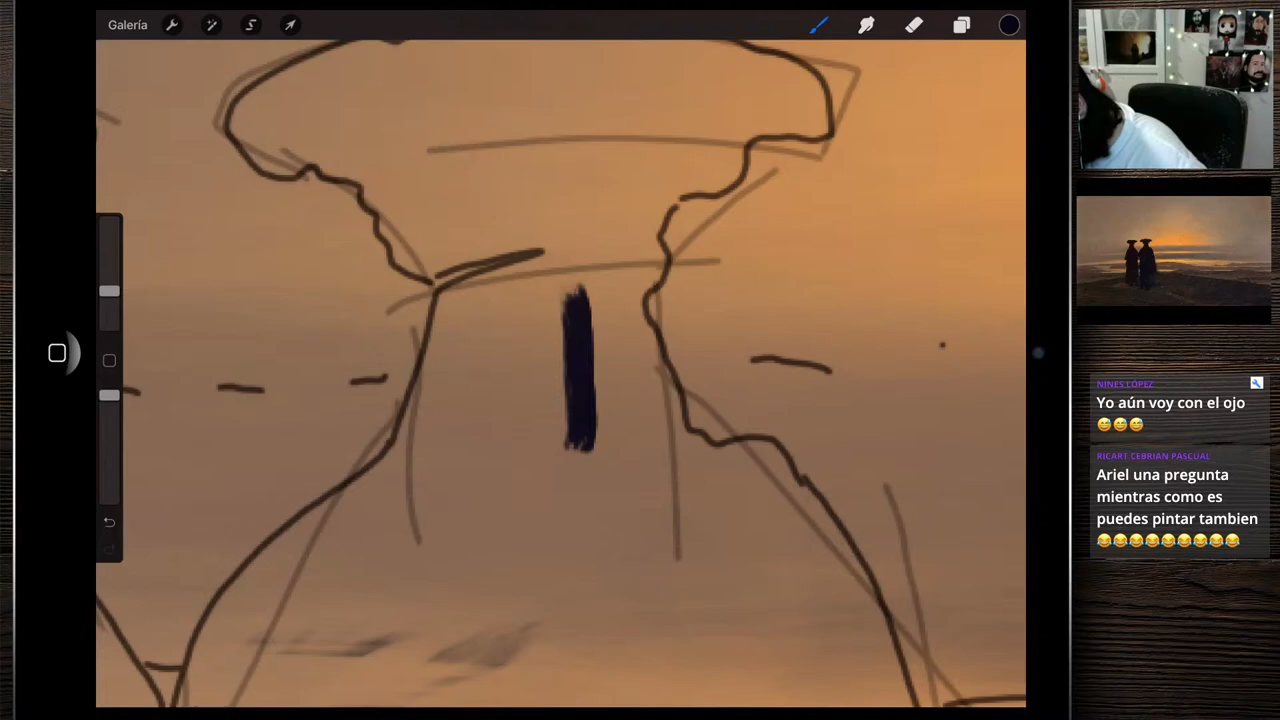 Galería
NINES LÓPEZ
Yo aún voy con el ojo
😅😅😅
RICART CEBRIAN PASCUAL
Ariel una pregunta
mientras como es
puedes pintar tambien
😂😂😂😂😂😂😂😂😂